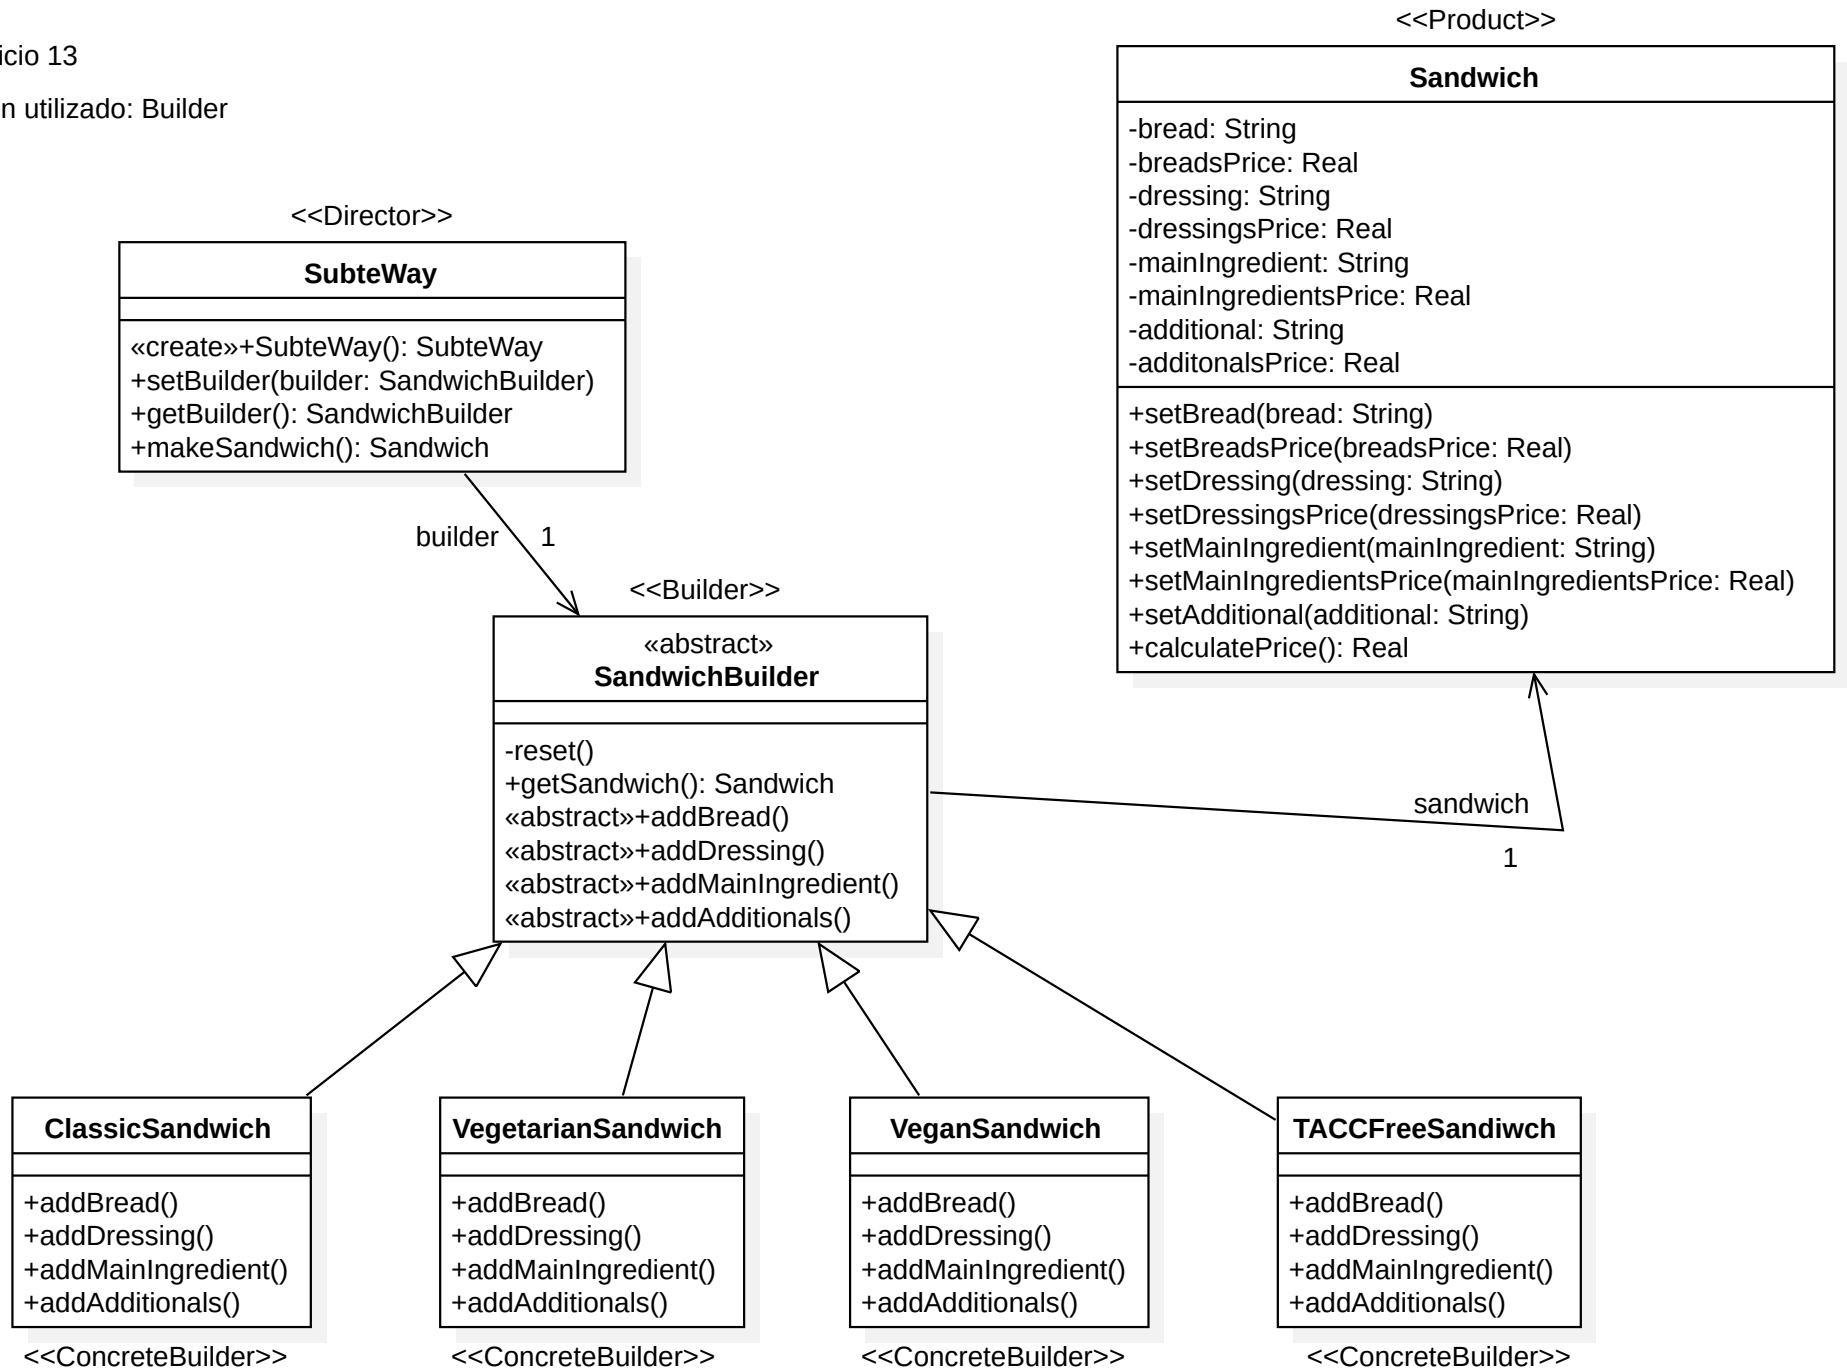 icio 13
n utilizado: Builder
<<Director>>
SubteWay
«create»+SubteWay(): SubteWay
+setBuilder(builder: SandwichBuilder)
+getBuilder(): SandwichBuilder
+makeSandwich(): Sandwich
builder
1
<<Product>>
Sandwich
-bread: String
-breadsPrice: Real
-dressing: String
-dressingsPrice: Real
-mainIngredient: String
-mainIngredientsPrice: Real
-additional: String
-additonalsPrice: Real
+setBread(bread: String)
+setBreadsPrice(breadsPrice: Real)
+setDressing(dressing: String)
+setDressingsPrice(dressingsPrice: Real)
+setMainIngredient(mainIngredient: String)
+setMainIngredientsPrice(mainIngredientsPrice: Real)
+setAdditional(additional: String)
+calculatePrice(): Real
<<Builder>>
«abstract»
SandwichBuilder
-reset()
+getSandwich(): Sandwich
«abstract»+addBread()
«abstract»+addDressing()
«abstract»+addMainIngredient()
«abstract»+addAdditionals()
sandwich
1
ClassicSandwich
+addBread()
+addDressing()
+addMainIngredient()
+addAdditionals()
<<ConcreteBuilder>>
VegetarianSandwich
+addBread()
+addDressing()
+addMainIngredient()
+addAdditionals()
<<ConcreteBuilder>>
VeganSandwich
+addBread()
+addDressing()
+addMainIngredient()
+addAdditionals()
<<ConcreteBuilder>>
TACCFreeSandiwch
+addBread()
+addDressing()
+addMainIngredient()
+addAdditionals()
<<ConcreteBuilder>>